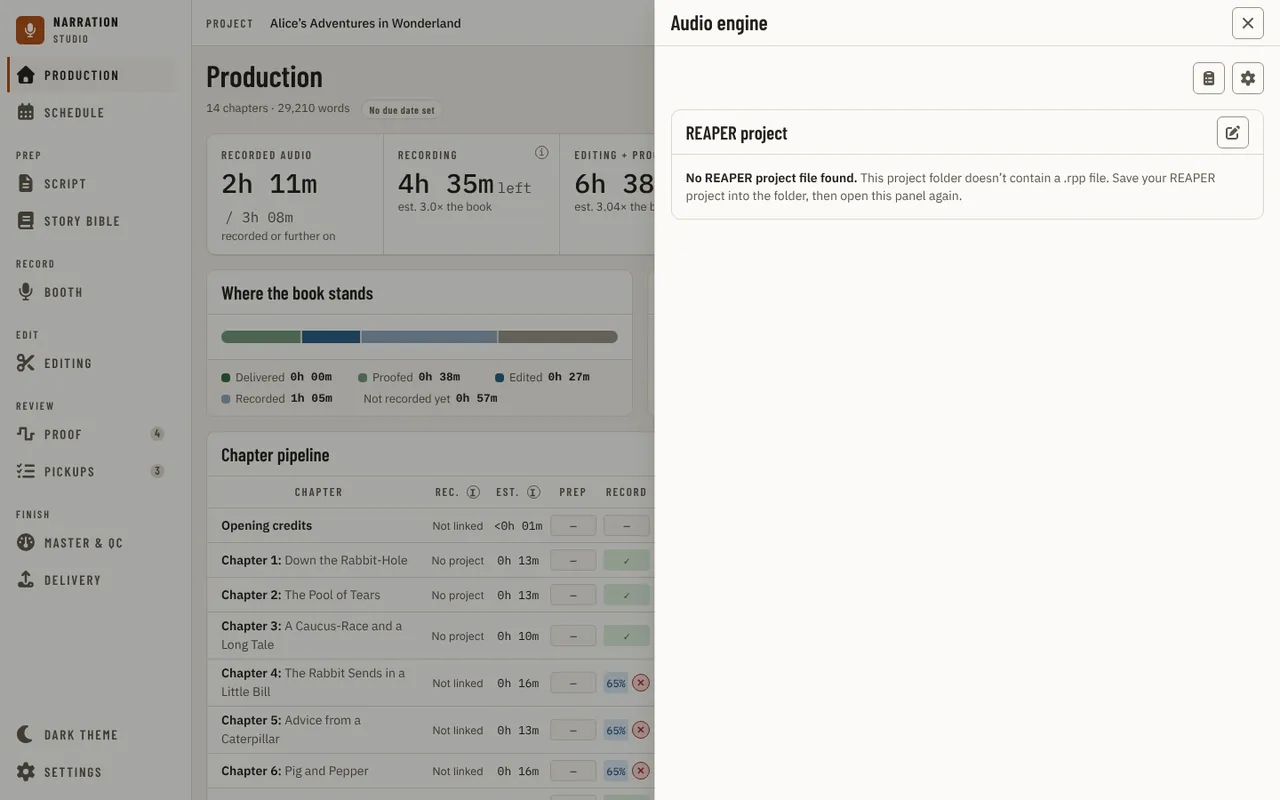 NARRATION
STUDIO
PRODUCTION
SCHEDULE
PREP
SCRIPT
STORY BIBLE
RECORD
BOOTH
EDIT
EDITING
REVIEW
PROOF 4
PICKUPS 3
FINISH
MASTER & QC
DELIVERY
DARK THEME
SETTINGS
PROJECT Alice's Adventures in Wonderland
Production
14 chapters · 29,210 words No due date set
RECORDED AUDIO
2h 11m
/ 3h 08m
recorded or further on
RECORDING
4h 35m left
est. 3.0× the book
EDITING + PRO
6h 38
est. 3.04× the b
Where the book stands
Delivered 0h 00m Proofed 0h 38m Edited 0h 27m
Recorded 1h 05m Not recorded yet 0h 57m
Chapter pipeline
CHAPTER REC. EST. PREP RECORD
Opening credits Not linked <0h 01m – –
Chapter 1: Down the Rabbit-Hole No project 0h 13m – ✓
Chapter 2: The Pool of Tears No project 0h 13m – ✓
Chapter 3: A Caucus-Race and a
Long Tale No project 0h 10m – ✓
Chapter 4: The Rabbit Sends in a
Little Bill Not linked 0h 16m – 65%
Chapter 5: Advice from a
Caterpillar Not linked 0h 13m – 65%
Chapter 6: Pig and Pepper Not linked 0h 16m – 65%
Audio engine
REAPER project
No REAPER project file found. This project folder doesn't contain a .rpp file. Save your REAPER
project into the folder, then open this panel again.